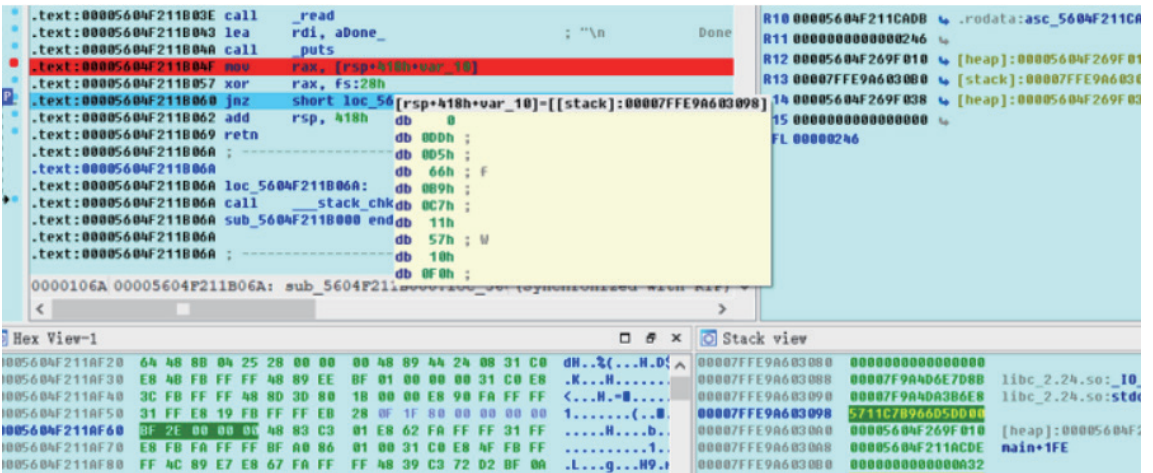 .text:00005604F211B03E call _read
.text:00005604F211B043 lea rdi, aDone_ ; "\n Done
.text:00005604F211B04A call _puts
.text:00005604F211B04F mov rax, [rsp+418h+var_10]
.text:00005604F211B057 xor rax, fs:28h
.text:00005604F211B060 jnz short loc_56
.text:00005604F211B062 add rsp, 418h
.text:00005604F211B069 retn
.text:00005604F211B06A ; ----------------
.text:00005604F211B06A
.text:00005604F211B06A loc_5604F211B06A:
.text:00005604F211B06A call ___stack_chk
.text:00005604F211B06A sub_5604F211B000 end
.text:00005604F211B06A
.text:00005604F211B06A ; ----------------
[rsp+418h+var_10]=[[stack]:00007FFE9A603098]
db 0
db 0DDh ;
db 0D5h ;
db 66h ; F
db 0B9h ;
db 0C7h ;
db 11h
db 57h ; W
db 10h
db 0F0h ;
0000106A 00005604F211B06A:
R10 00005604F211CADB .rodata:asc_5604F211CA
R11 0000000000000246
R12 00005604F269F010 [heap]:00005604F269F01
R13 00007FFE9A6030B0 [stack]:00007FFE9A6030
14 00005604F269F038 [heap]:00005604F269F03
15 0000000000000000
FL 00000246
Hex View-1
0005604F211AF20 64 48 8B 04 25 28 00 00 00 48 89 44 24 08 31 C0 dH..%(...H.D$
0005604F211AF30 E8 4B FB FF FF 48 89 EE BF 01 00 00 00 31 C0 E8 .K...H.......
0005604F211AF40 3C FB FF FF 48 8D 3D 80 1B 00 00 E8 90 FA FF FF
0005604F211AF50 31 FF E8 19 FB FF FF EB 28 0F 1F 80 00 00 00 00
0005604F211AF60 BF 2E 00 00 00 48 83 C3 01 E8 62 FA FF FF 31 FF
0005604F211AF70 E8 FB FA FF FF BF A0 86 01 00 31 C0 E8 4F FB FF
0005604F211AF80 FF 4C 89 E7 E8 67 FA FF FF 48 39 C3 72 D2 BF 0A .L...g...H9.r
Stack view
00007FFE9A603080 0000000000000000
00007FFE9A603088 00007F9A4D6E7D8B libc_2.24.so:_IO
00007FFE9A603090 00007F9A4DA3B6E8 libc_2.24.so:stdo
00007FFE9A603098 5711C7B966D5DD00
00007FFE9A6030A0 00005604F269F010 [heap]:00005604F2
00007FFE9A6030A8 00005604F211ACDE main+1FE
00007FFE9A6030B0 0000000000000A32